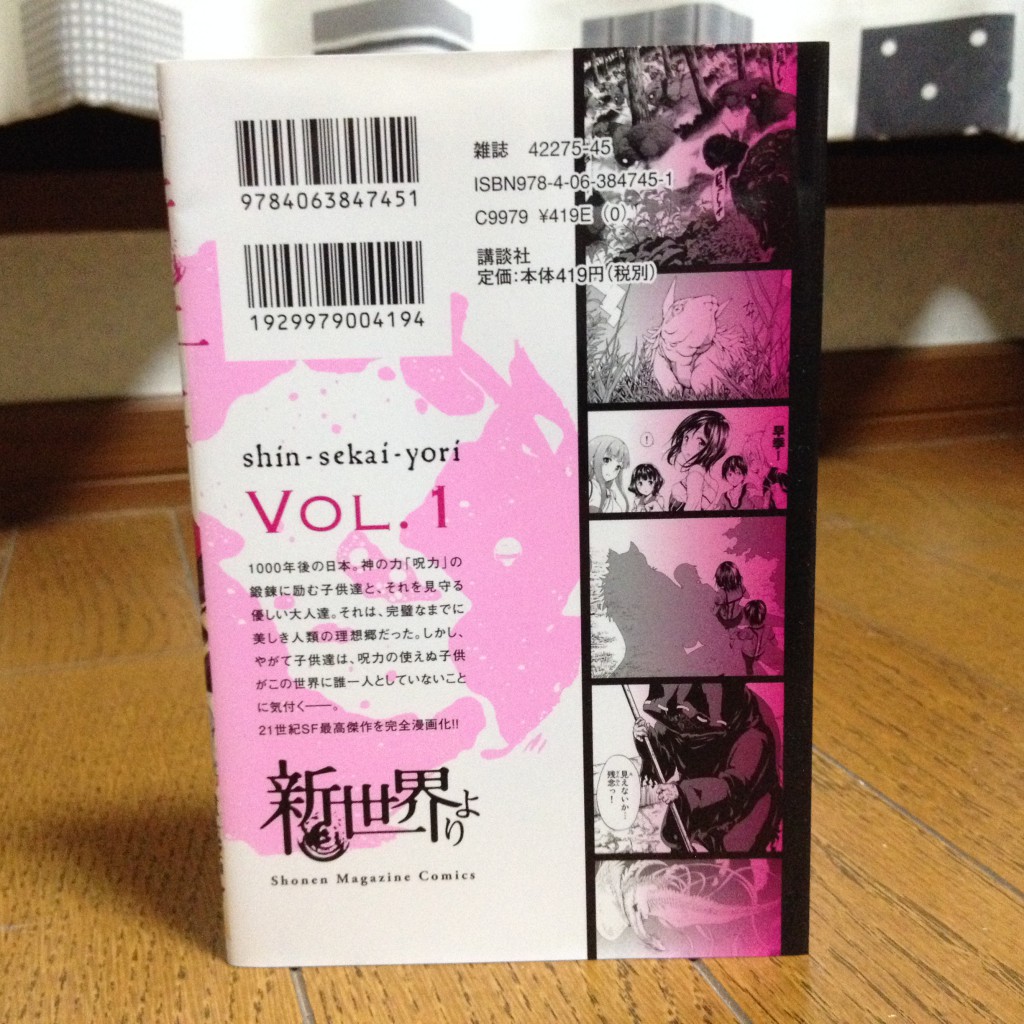 9784063847451
1929979004194
雑誌 42275-45
ISBN978-4-06-384745-1
C9979 ¥419E (0)
講談社
定価:本体419円(税別)
shin-sekai-yori
VOL.1
1000年後の日本。神の力「呪力」の
鍛錬に励む子供達と、それを見守る
優しい大人達。それは、完璧なまでに
美しき人類の理想郷だった。しかし、
やがて子供達は、呪力の使えぬ子供
がこの世界に誰一人としていないこと
に気付く――。
21世紀SF最高傑作を完全漫画化!!
新世界より
Shonen Magazine Comics
!
早季ー
見えないか…
残念っ!